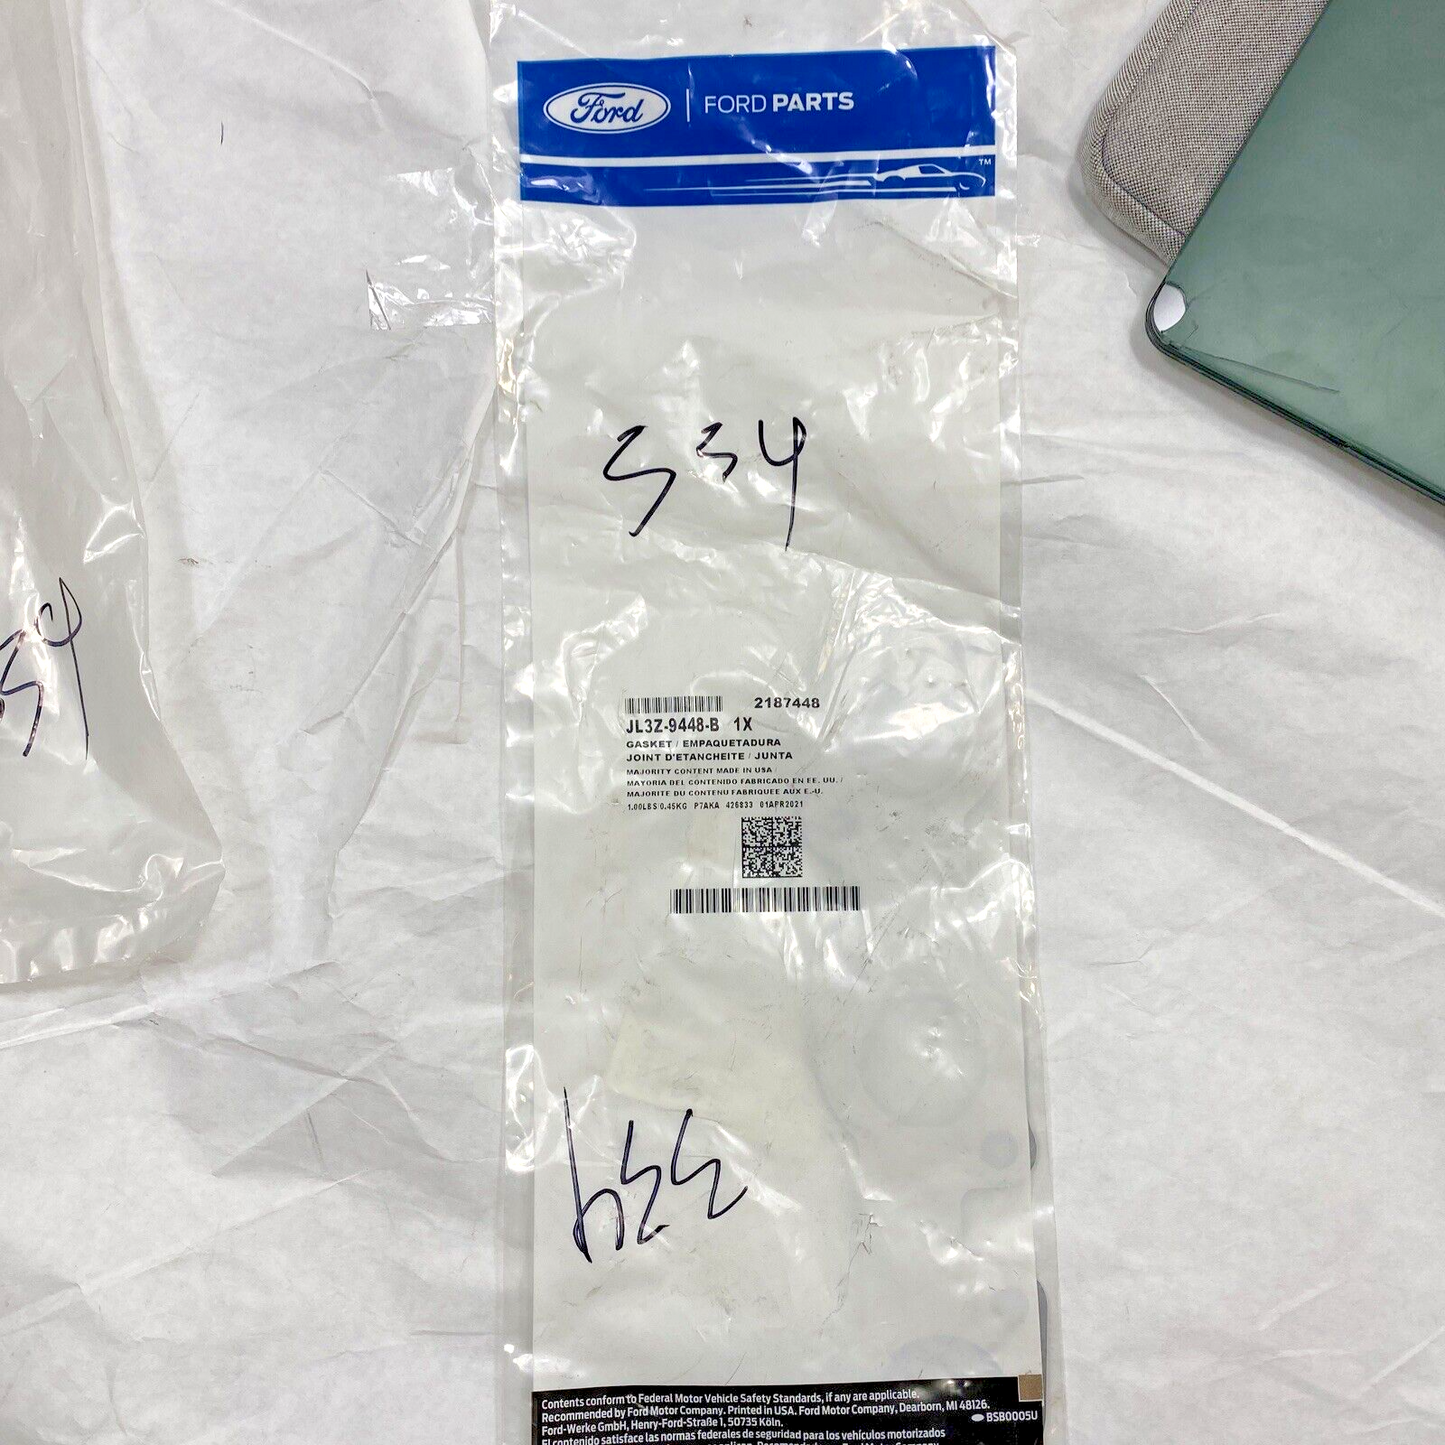 Ford | FORD PARTS
TM
534
54
2187448
JL3Z-9448-B 1X
GASKET / EMPAQUETADURA
JOINT D'ETANCHEITE / JUNTA
MAJORITY CONTENT MADE IN USA
MAYORIA DEL CONTENIDO FABRICADO EN EE. UU. /
MAJORITE DU CONTENU FABRIQUEE AUX E.-U.
1.00LBS/0.45KG P7AKA 426833 01APR2021
534
Contents conform to Federal Motor Vehicle Safety Standards, if any are applicable.
Recommended by Ford Motor Company. Printed in USA. Ford Motor Company, Dearborn, MI 48126.
Ford-Werke GmbH, Henry-Ford-Straße 1, 50735 Köln.
BSB0005U
El contenido satisface las normas federales de seguridad para los vehículos motorizados